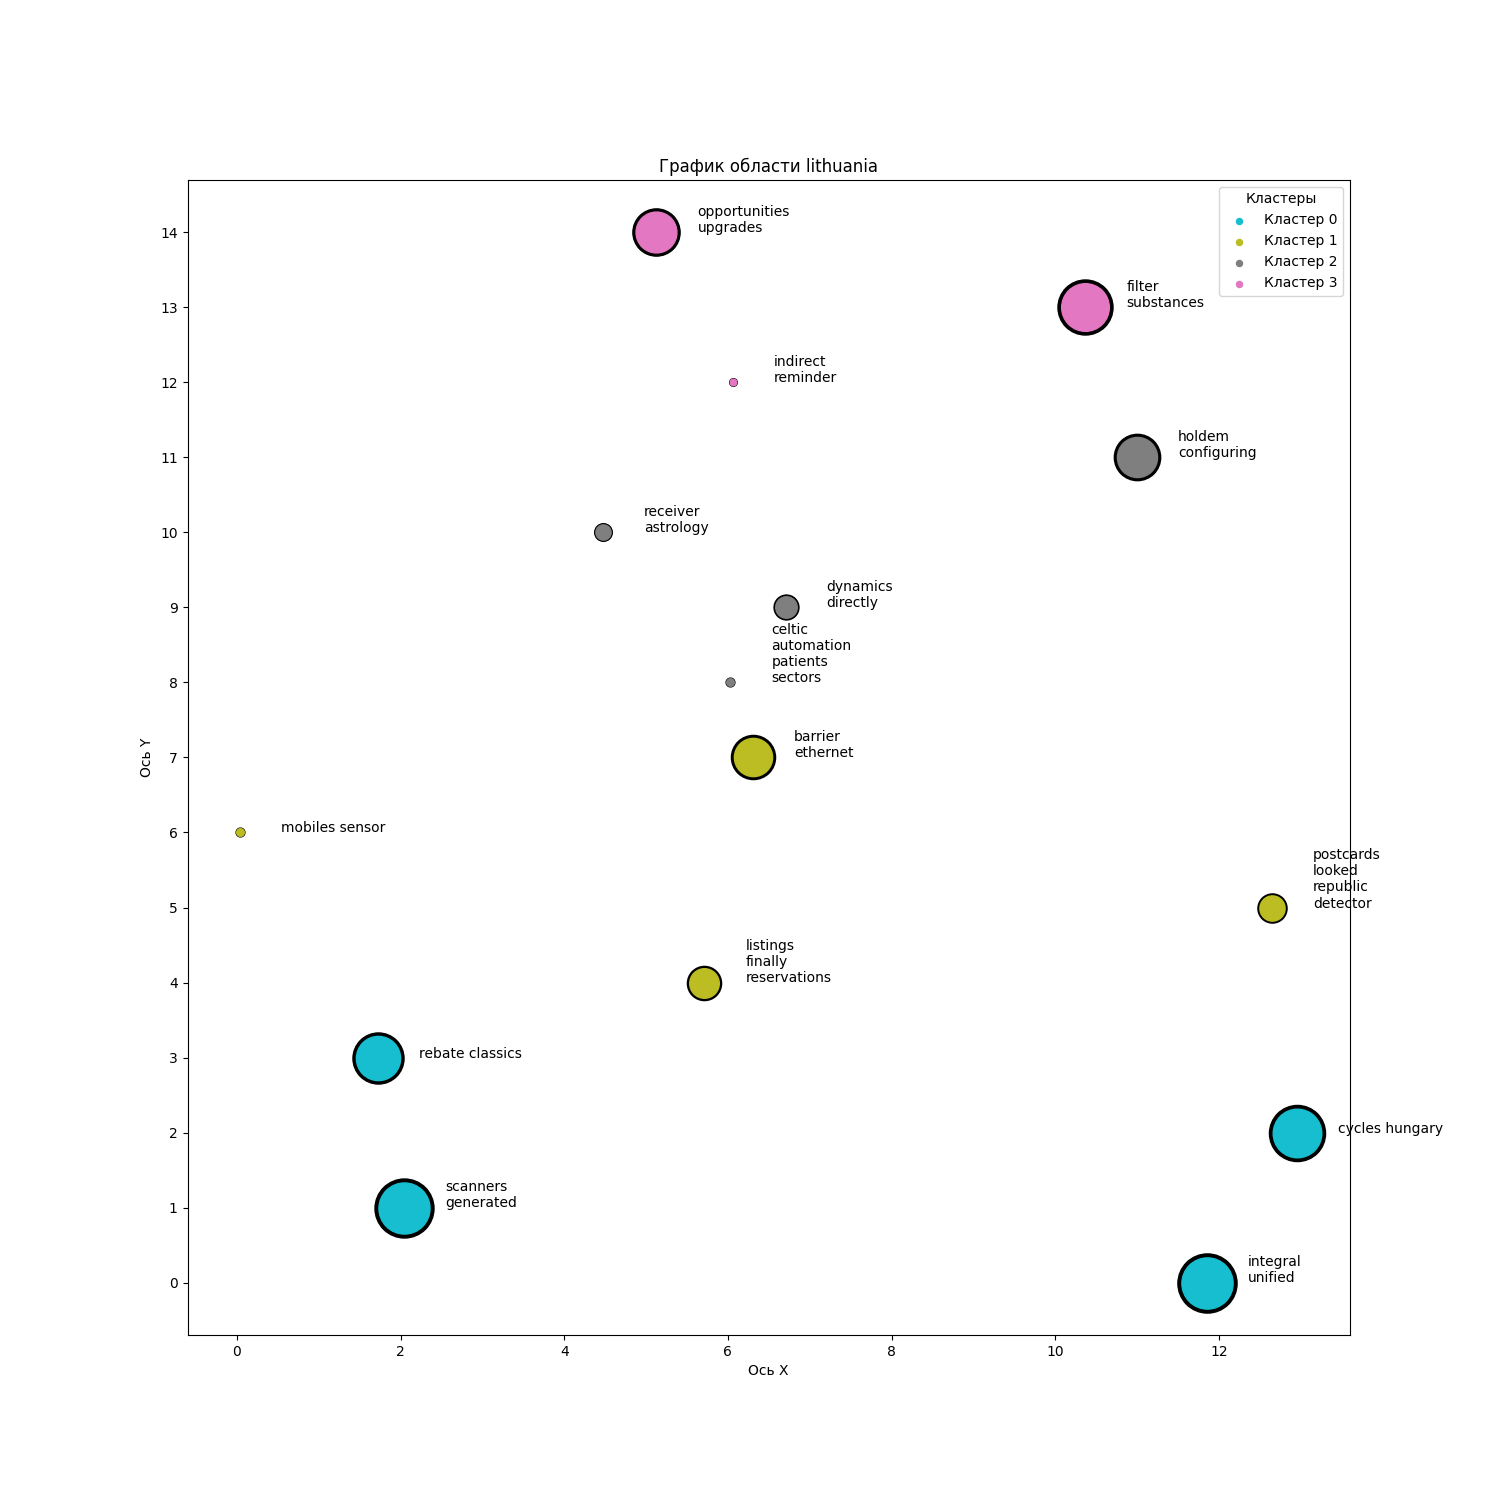 График области lithuania
Кластеры
Кластер 0
Кластер 1
Кластер 2
Кластер 3
opportunities
upgrades
filter
substances
indirect
reminder
holdem
configuring
receiver
astrology
dynamics
directly
celtic
automation
patients
sectors
barrier
ethernet
mobiles sensor
postcards
looked
republic
detector
listings
finally
reservations
rebate classics
cycles hungary
scanners
generated
integral
unified
Ось Y
14
13
12
11
10
9
8
7
6
5
4
3
2
1
0
0
2
4
6
8
10
12
Ось X